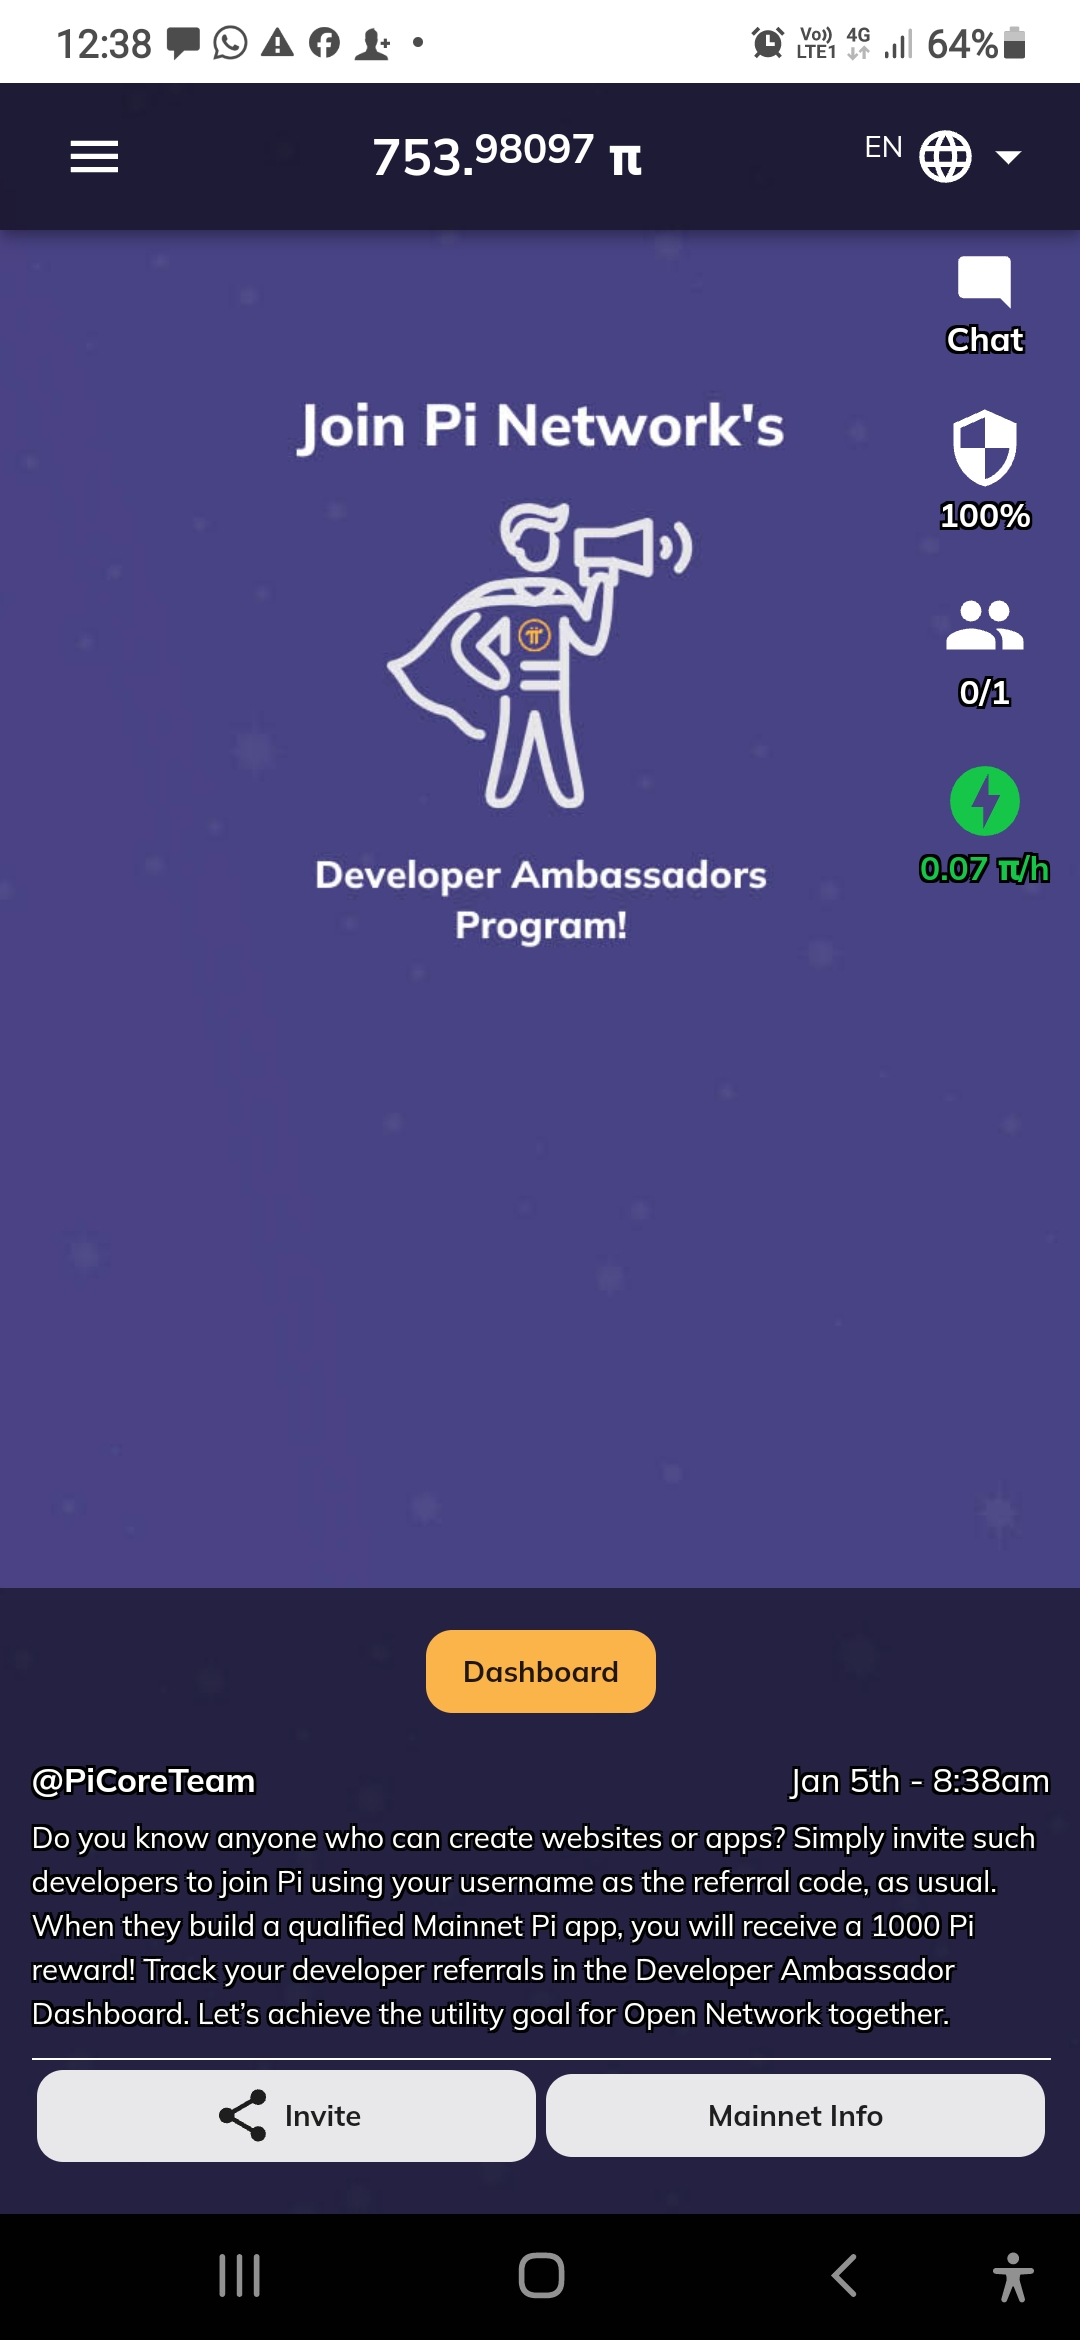 12:38
Vo)) LTE1 4G 64%
753.98097 π
EN
Chat
Join Pi Network's
100%
0/1
0.07 π/h
Developer Ambassadors
Program!
Dashboard
@PiCoreTeam
Jan 5th - 8:38am
Do you know anyone who can create websites or apps? Simply invite such
developers to join Pi using your username as the referral code, as usual.
When they build a qualified Mainnet Pi app, you will receive a 1000 Pi
reward! Track your developer referrals in the Developer Ambassador
Dashboard. Let’s achieve the utility goal for Open Network together.
Invite
Mainnet Info